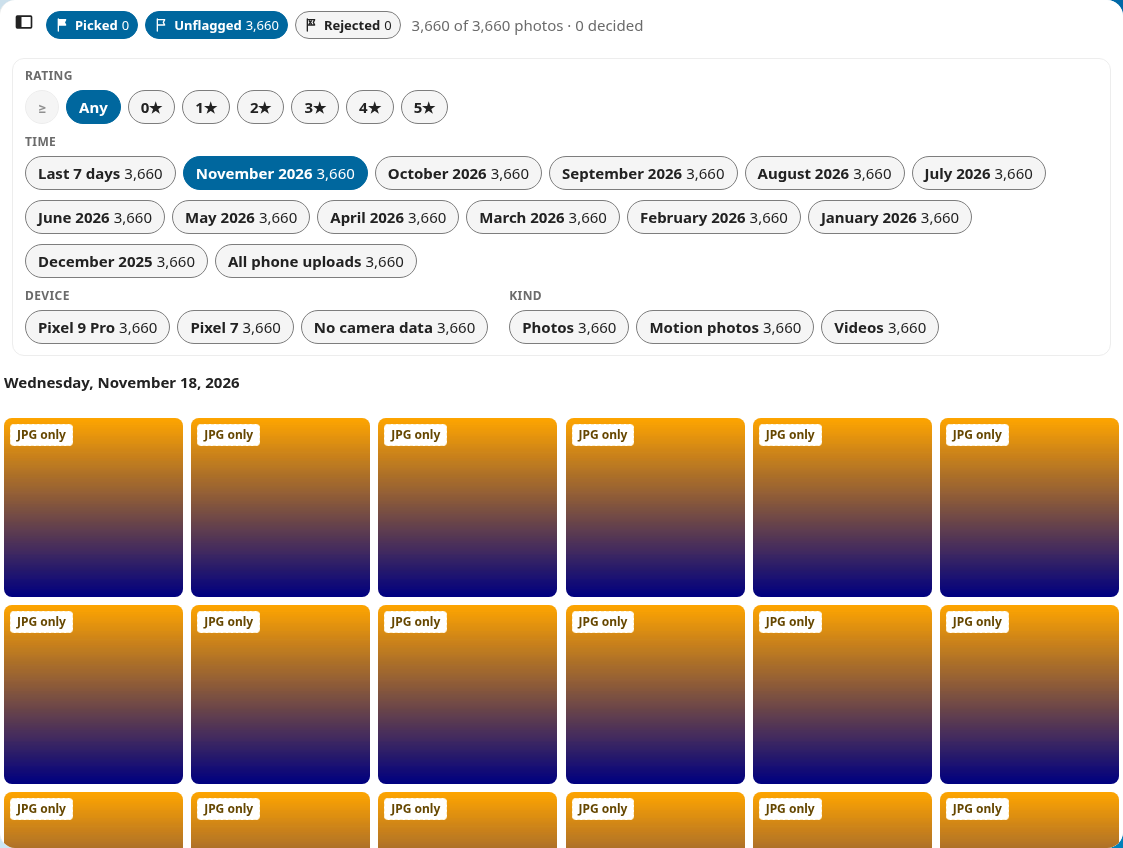 Picked 0 Unflagged 3,660 Rejected 0 3,660 of 3,660 photos · 0 decided
RATING
≥ Any 0★ 1★ 2★ 3★ 4★ 5★
TIME
Last 7 days 3,660 November 2026 3,660 October 2026 3,660 September 2026 3,660 August 2026 3,660 July 2026 3,660
June 2026 3,660 May 2026 3,660 April 2026 3,660 March 2026 3,660 February 2026 3,660 January 2026 3,660
December 2025 3,660 All phone uploads 3,660
DEVICE KIND
Pixel 9 Pro 3,660 Pixel 7 3,660 No camera data 3,660 Photos 3,660 Motion photos 3,660 Videos 3,660
Wednesday, November 18, 2026
JPG only JPG only JPG only JPG only JPG only JPG only
JPG only JPG only JPG only JPG only JPG only JPG only
JPG only JPG only JPG only JPG only JPG only JPG only